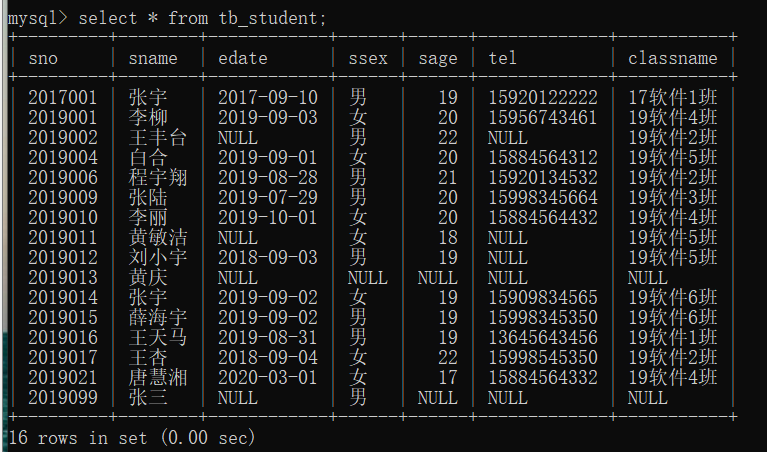 mysql> select * from tb_student;
+---------+--------+------------+------+------+-------------+-----------+
| sno     | sname  | edate      | ssex | sage | tel         | classname |
+---------+--------+------------+------+------+-------------+-----------+
| 2017001 | 张宇   | 2017-09-10 | 男   |   19 | 15920122222 | 17软件1班 |
| 2019001 | 李柳   | 2019-09-03 | 女   |   20 | 15956743461 | 19软件4班 |
| 2019002 | 王丰台 | NULL       | 男   |   22 | NULL        | 19软件2班 |
| 2019004 | 白合   | 2019-09-01 | 女   |   20 | 15884564312 | 19软件5班 |
| 2019006 | 程宇翔 | 2019-08-28 | 男   |   21 | 15920134532 | 19软件2班 |
| 2019009 | 张陆   | 2019-07-29 | 男   |   20 | 15998345664 | 19软件3班 |
| 2019010 | 李丽   | 2019-10-01 | 女   |   20 | 15884564432 | 19软件4班 |
| 2019011 | 黄敏洁 | NULL       | 女   |   18 | NULL        | 19软件5班 |
| 2019012 | 刘小宇 | 2018-09-03 | 男   |   19 | NULL        | 19软件5班 |
| 2019013 | 黄庆   | NULL       | NULL | NULL | NULL        | NULL      |
| 2019014 | 张宇   | 2019-09-02 | 女   |   19 | 15909834565 | 19软件6班 |
| 2019015 | 薛海宇 | 2019-09-02 | 男   |   19 | 15998345350 | 19软件6班 |
| 2019016 | 王天马 | 2019-08-31 | 男   |   19 | 13645643456 | 19软件1班 |
| 2019017 | 王杏   | 2018-09-04 | 女   |   22 | 15998545350 | 19软件2班 |
| 2019021 | 唐慧湘 | 2020-03-01 | 女   |   17 | 15884564332 | 19软件4班 |
| 2019099 | 张三   | NULL       | 男   | NULL | NULL        | NULL      |
+---------+--------+------------+------+------+-------------+-----------+
16 rows in set (0.00 sec)